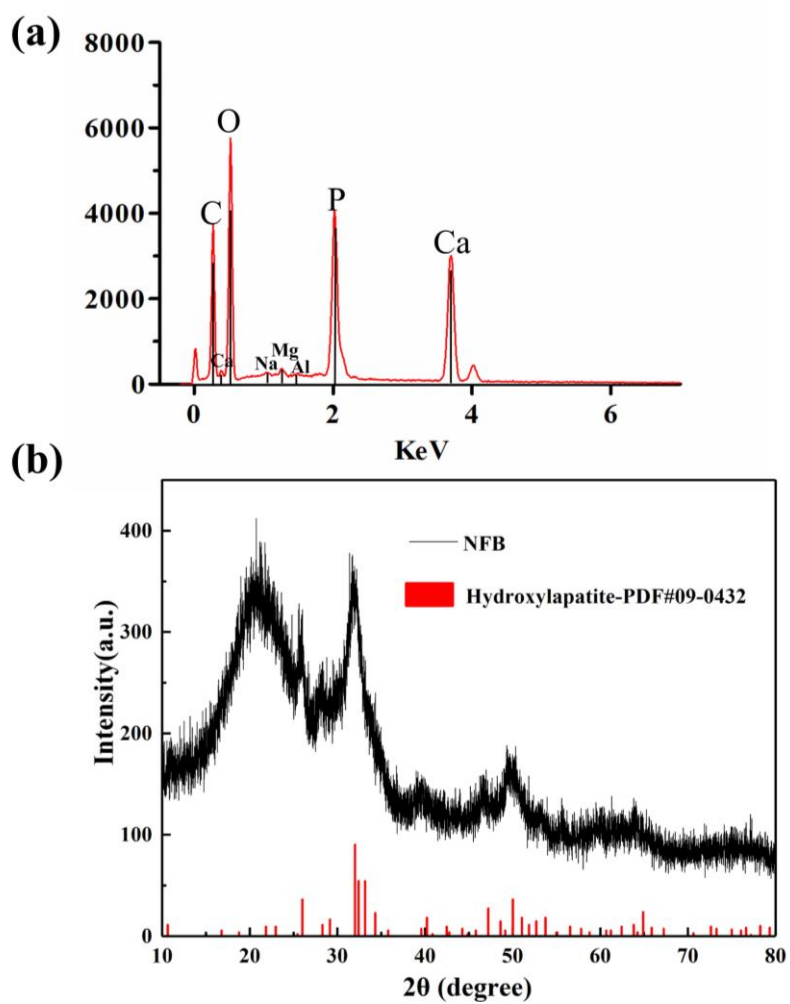 (a)
8000
6000
4000
2000
0
C
O
Ca
Na
Mg
Al
P
Ca
0 2 4 6
KeV
(b)
400
300
200
100
0
Intensity(a.u.)
NFB
Hydroxylapatite-PDF#09-0432
10 20 30 40 50 60 70 80
2θ (degree)